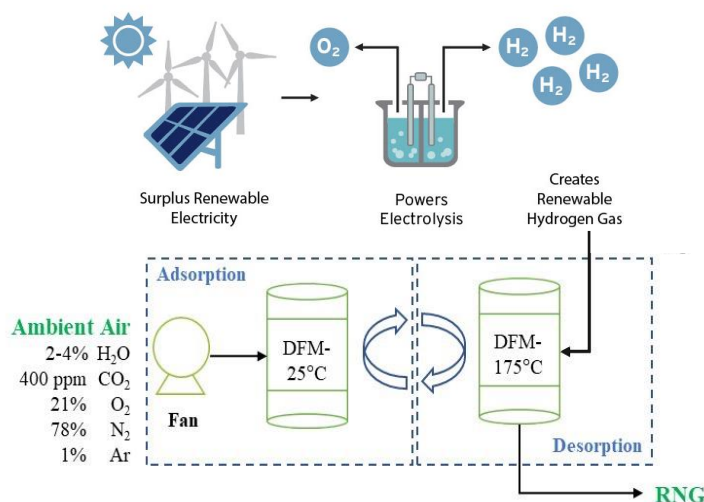 O₂
H₂
H₂
H₂
H₂
Surplus Renewable
Electricity
Powers
Electrolysis
Creates
Renewable
Hydrogen Gas
Adsorption
Ambient Air
2-4% H₂O
400 ppm CO₂
21% O₂
78% N₂
1% Ar
Fan
DFM-
25°C
DFM-
175°C
Desorption
RNG